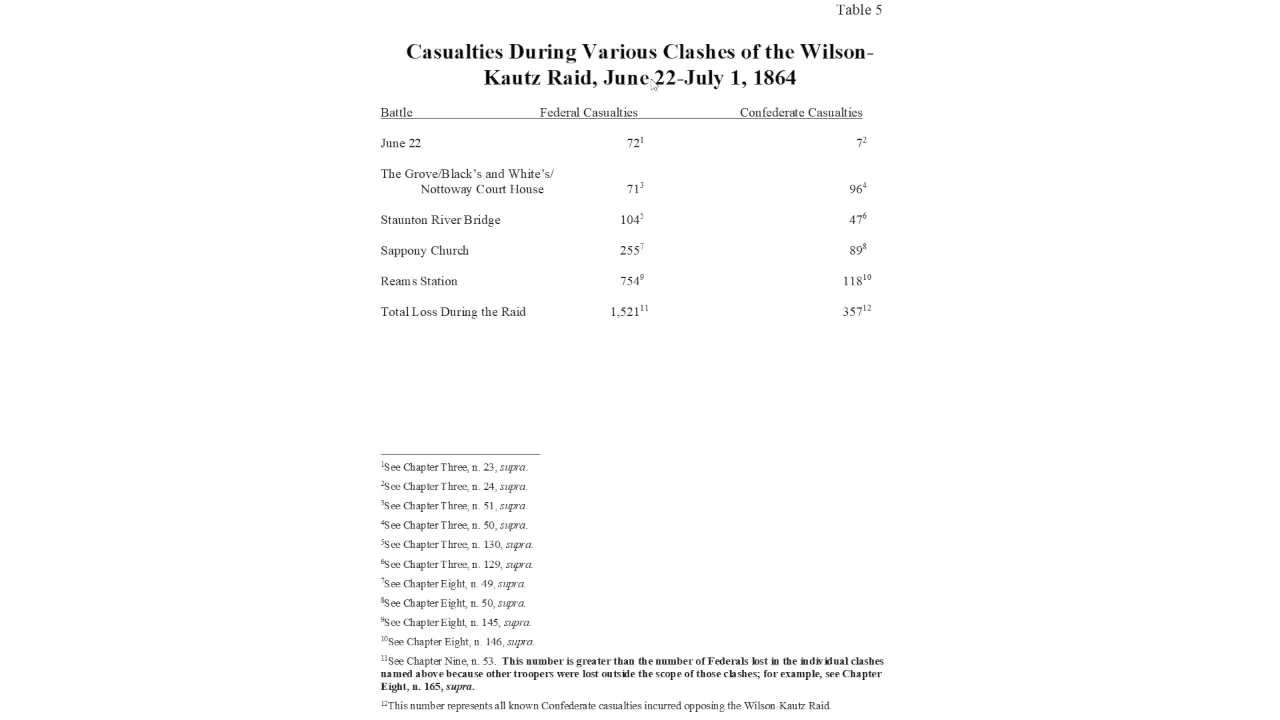 Table 5
Casualties During Various Clashes of the Wilson-
Kautz Raid, June 22-July 1, 1864
Battle Federal Casualties Confederate Casualties
June 22 72¹ 7²
The Grove/Black's and White's/
Nottoway Court House 71³ 96⁴
Staunton River Bridge 104⁵ 47⁶
Sappony Church 255⁷ 89⁸
Reams Station 754⁹ 118¹⁰
Total Loss During the Raid 1,521¹¹ 357¹²
¹See Chapter Three, n. 23, supra.
²See Chapter Three, n. 24, supra.
³See Chapter Three, n. 51, supra.
⁴See Chapter Three, n. 50, supra.
⁵See Chapter Three, n. 130, supra.
⁶See Chapter Three, n. 129, supra.
⁷See Chapter Eight, n. 49, supra.
⁸See Chapter Eight, n. 50, supra.
⁹See Chapter Eight, n. 145, supra.
¹⁰See Chapter Eight, n. 146, supra.
¹¹See Chapter Nine, n. 53. This number is greater than the number of Federals lost in the individual clashes
named above because other troopers were lost outside the scope of those clashes; for example, see Chapter
Eight, n. 165, supra.
¹²This number represents all known Confederate casualties incurred opposing the Wilson-Kautz Raid